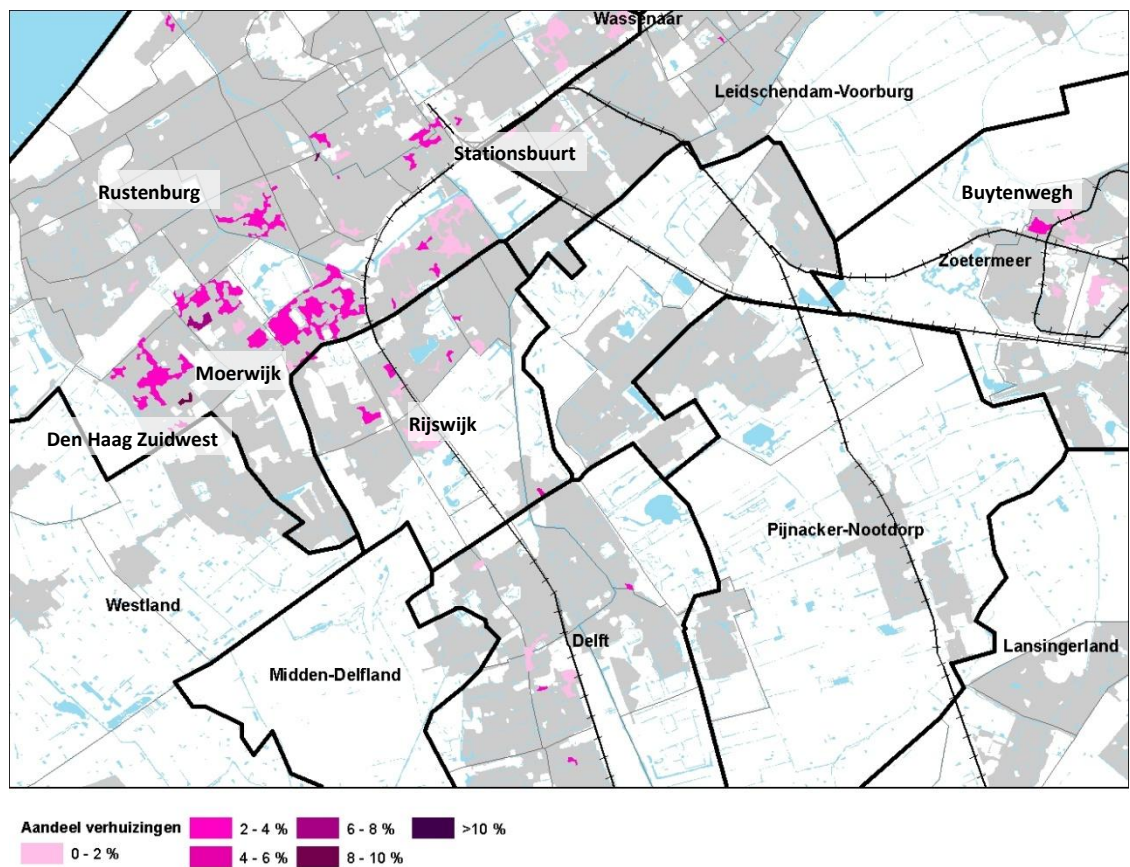 Wassenaar
Leidschendam-Voorburg
Stationsbuurt
Rustenburg
Buytenwegh
Zoetermeer
Moerwijk
Rijswijk
Den Haag Zuidwest
Pijnacker-Nootdorp
Westland
Delft
Lansingerland
Midden-Delfland
Aandeel verhuizingen
0 - 2 %
2 - 4 %
4 - 6 %
6 - 8 %
8 - 10 %
>10 %